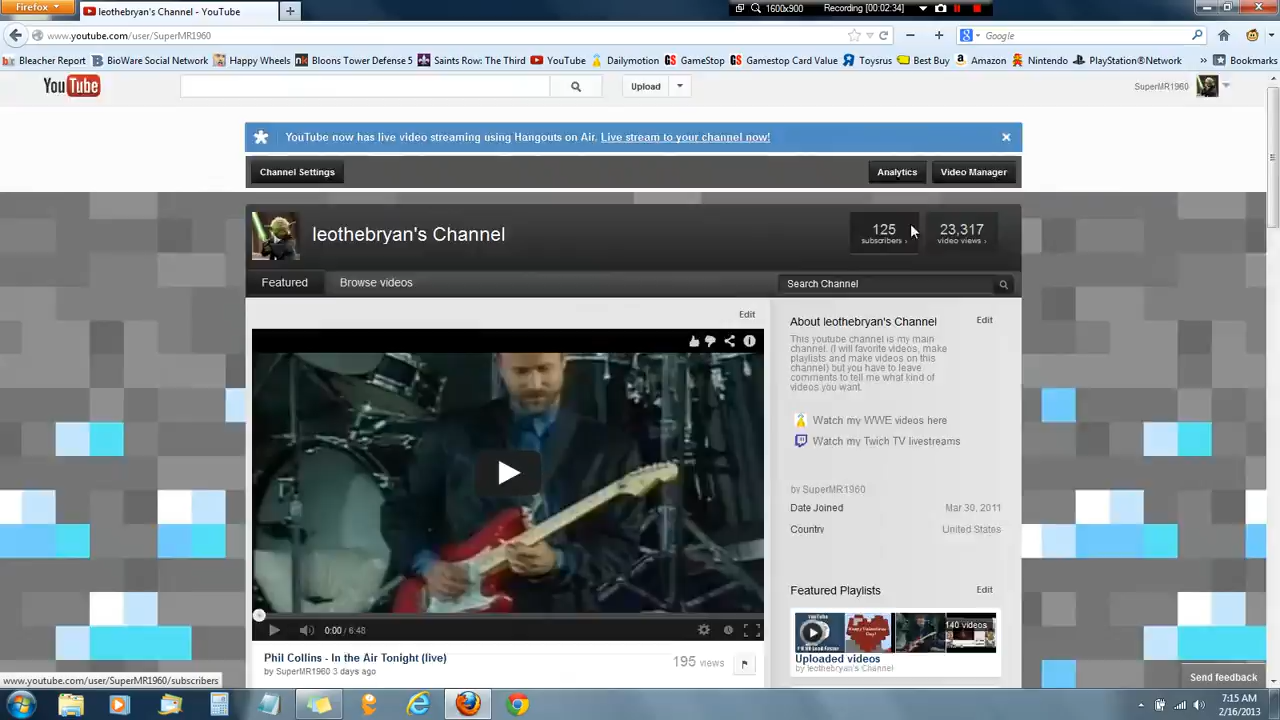 Firefox
leothebryan's Channel - YouTube
1600x900
Recording [00:02:34]
www.youtube.com/user/SuperMR1960
Google
Bleacher Report
BioWare Social Network
Happy Wheels
Bloons Tower Defense 5
Saints Row: The Third
YouTube
Dailymotion
GameStop
Gamestop Card Value
Toysrus
Best Buy
Amazon
Nintendo
PlayStation®Network
Bookmarks
YouTube
Upload
SuperMR1960
YouTube now has live video streaming using Hangouts on Air. Live stream to your channel now!
Channel Settings
Analytics
Video Manager
leothebryan's Channel
125
subscribers ›
23,317
video views ›
Featured
Browse videos
Search Channel
Edit
About leothebryan's Channel
Edit
This youtube channel is my main
channel. (I will favorite videos, make
playlists and make videos on this
channel) but you have to leave
comments to tell me what kind of
videos you want.
Watch my WWE videos here
Watch my Twich TV livestreams
by SuperMR1960
Date Joined
Mar 30, 2011
Country
United States
Featured Playlists
Edit
140 videos
Uploaded videos
by leothebryan's Channel
0:00 / 6:48
Phil Collins - In the Air Tonight (live)
by SuperMR1960 3 days ago
195 views
www.youtube.com/user/SuperMR1960/subscribers
Send feedback
7:15 AM
2/16/2013